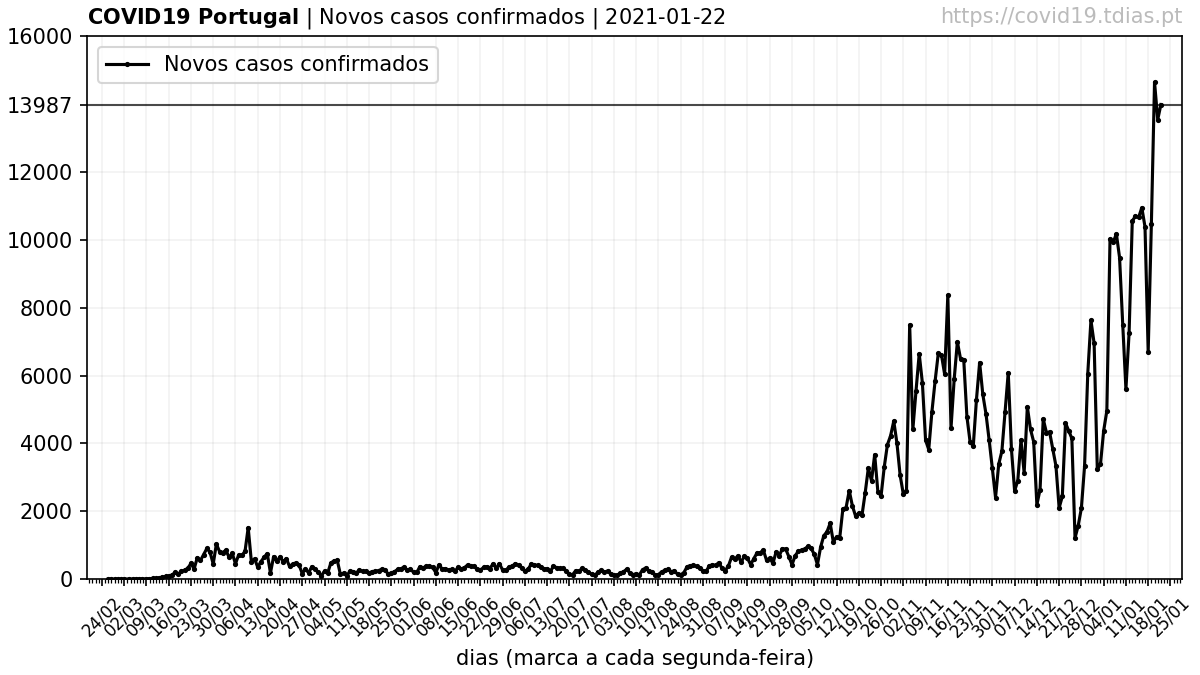 COVID19 Portugal | Novos casos confirmados | 2021-01-22
https://covid19.tdias.pt
Novos casos confirmados
16000
13987
12000
10000
8000
6000
4000
2000
0
24/02 02/03 09/03 16/03 23/03 30/03 06/04 13/04 20/04 27/04 04/05 11/05 18/05 25/05 01/06 08/06 15/06 22/06 29/06 06/07 13/07 20/07 27/07 03/08 10/08 17/08 24/08 31/08 07/09 14/09 21/09 28/09 05/10 12/10 19/10 26/10 02/11 09/11 16/11 23/11 30/11 07/12 14/12 21/12 28/12 04/01 11/01 18/01 25/01
dias (marca a cada segunda-feira)